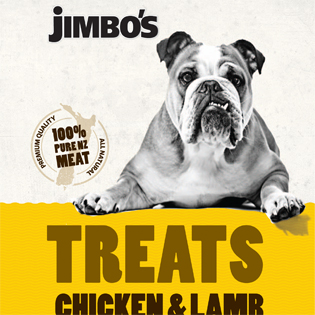 JIMBO'S
PREMIUM QUALITY
ALL NATURAL
100%
PURE NZ
MEAT
TREATS
CHICKEN & LAMB